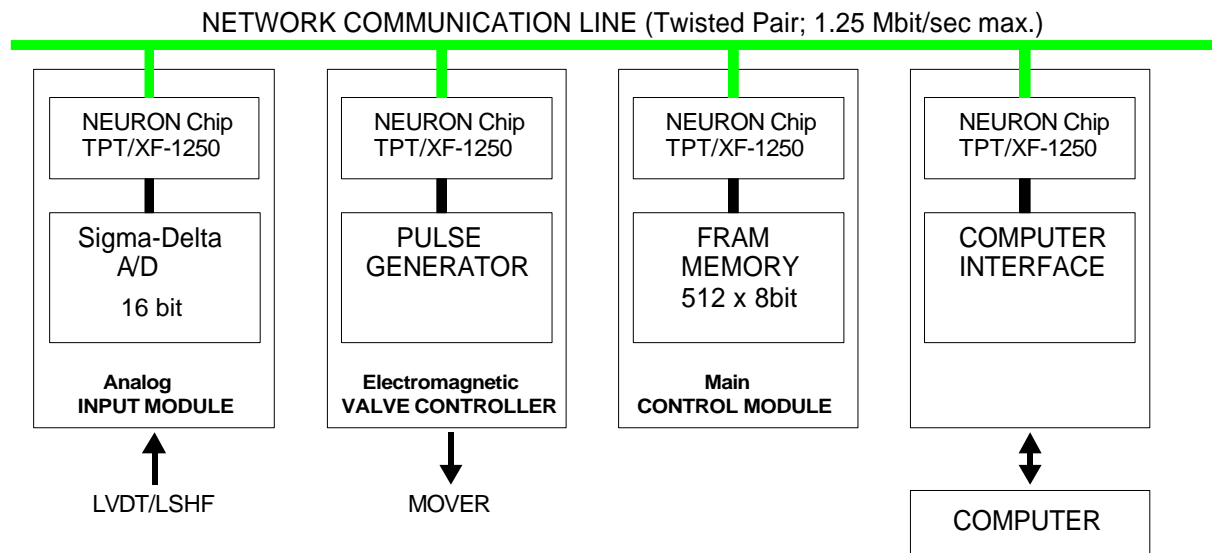 NETWORK COMMUNICATION LINE (Twisted Pair; 1.25 Mbit/sec max.)
NEURON Chip
TPT/XF-1250
Sigma-Delta
A/D
16 bit
Analog
INPUT MODULE
LVDT/LSHF
NEURON Chip
TPT/XF-1250
PULSE
GENERATOR
Electromagnetic
VALVE CONTROLLER
MOVER
NEURON Chip
TPT/XF-1250
FRAM
MEMORY
512 x 8bit
Main
CONTROL MODULE
NEURON Chip
TPT/XF-1250
COMPUTER
INTERFACE
COMPUTER